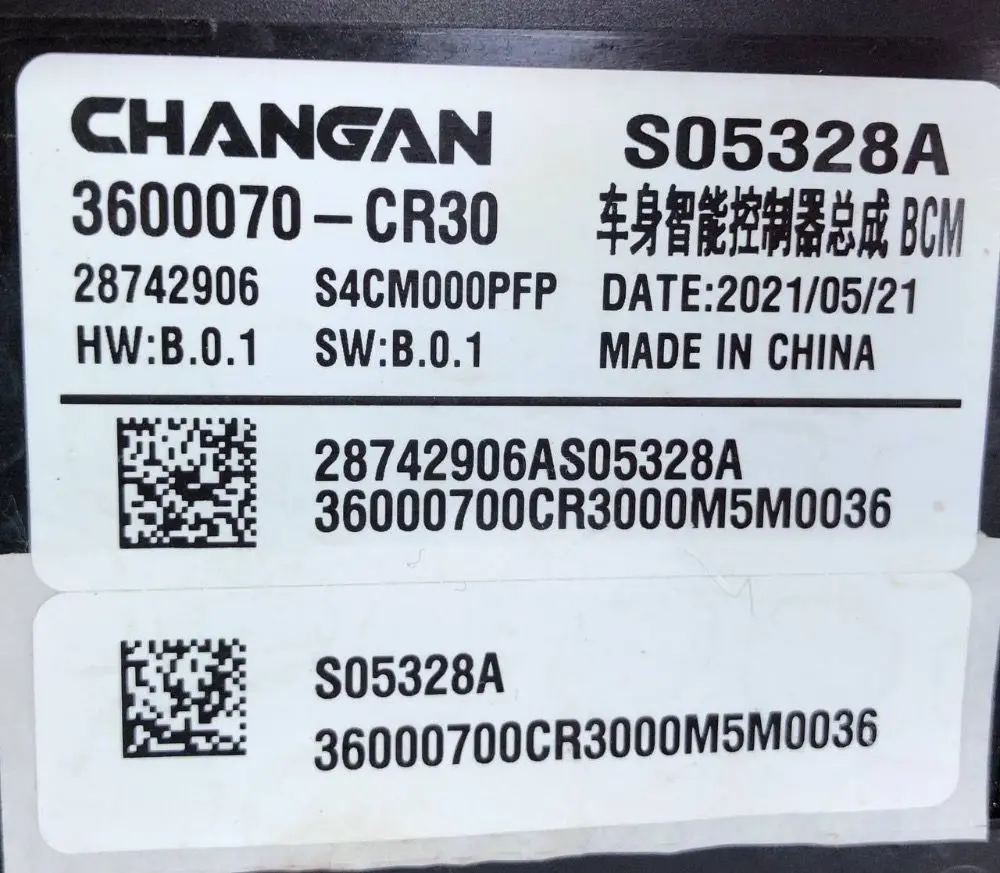 CHANGAN S05328A
3600070-CR30 车身智能控制器总成 BCM
28742906 S4CM000PFP DATE:2021/05/21
HW:B.0.1 SW:B.0.1 MADE IN CHINA
28742906AS05328A
36000700CR3000M5M0036
S05328A
36000700CR3000M5M0036